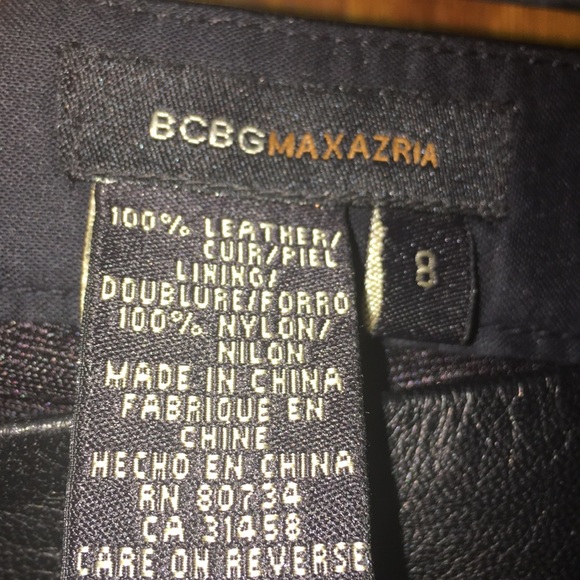 BCBGMAXAZRIA
8
100% LEATHER/
CUIR/PIEL
LINING/
DOUBLURE/FORRO
100% NYLON/
NILON
MADE IN CHINA
FABRIQUE EN
CHINE
HECHO EN CHINA
RN 80734
CA 31458
CARE ON REVERSE